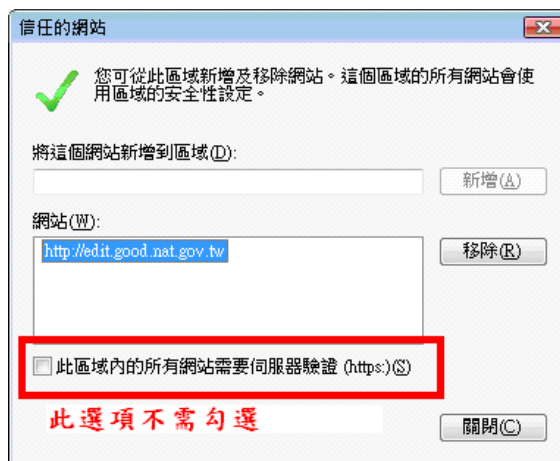 信任的網站
您可從此區域新增及移除網站。這個區域的所有網站會使
用區域的安全性設定。
將這個網站新增到區域(D):
新增(A)
網站(W):
http://edit.good.nat.gov.tw
移除(R)
此區域內的所有網站需要伺服器驗證 (https:)(S)
此選項不需勾選
關閉(C)